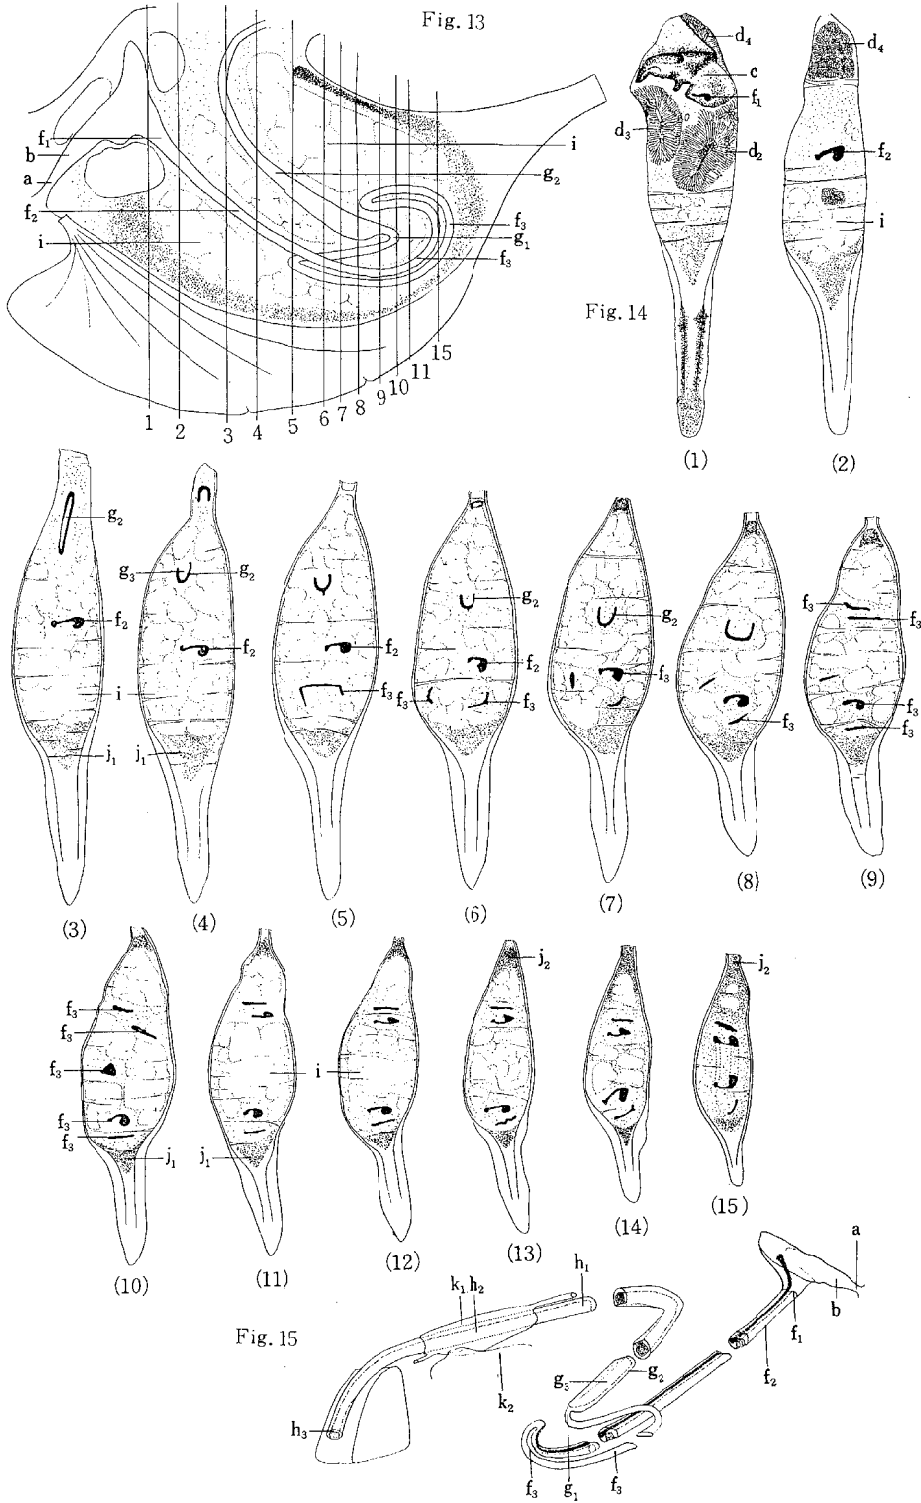 Fig. 13
f₁
b
a
f₂
i
i
g₂
f₃
g₁
f₃
1 2 3 4 5 6 7 8 9 10 11 15
d₄
c
f₁
d₃
d₂
d₄
f₂
i
Fig. 14
(1) (2)
g₂
f₂
i
j₁
g₃ g₂
f₂
j₁
f₂
f₃
g₂
f₂
f₃ f₃
g₂
f₃
f₃
f₃
f₃
f₃
f₃
(3) (4) (5) (6) (7) (8) (9)
f₃
f₃
f₃
f₃
f₃
j₁
i
j₁
j₂
j₂
(10) (11) (12) (13) (14) (15)
Fig. 15
k₁ h₂ h₁
k₂
h₃
a
b
f₁
f₂
g₃ g₂
f₃ g₁ f₃